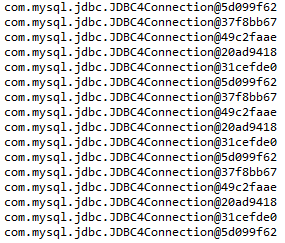 com.mysql.jdbc.JDBC4Connection@5d099f62
com.mysql.jdbc.JDBC4Connection@37f8bb67
com.mysql.jdbc.JDBC4Connection@49c2faae
com.mysql.jdbc.JDBC4Connection@20ad9418
com.mysql.jdbc.JDBC4Connection@31cefde0
com.mysql.jdbc.JDBC4Connection@5d099f62
com.mysql.jdbc.JDBC4Connection@37f8bb67
com.mysql.jdbc.JDBC4Connection@49c2faae
com.mysql.jdbc.JDBC4Connection@20ad9418
com.mysql.jdbc.JDBC4Connection@31cefde0
com.mysql.jdbc.JDBC4Connection@5d099f62
com.mysql.jdbc.JDBC4Connection@37f8bb67
com.mysql.jdbc.JDBC4Connection@49c2faae
com.mysql.jdbc.JDBC4Connection@20ad9418
com.mysql.jdbc.JDBC4Connection@31cefde0
com.mysql.jdbc.JDBC4Connection@5d099f62